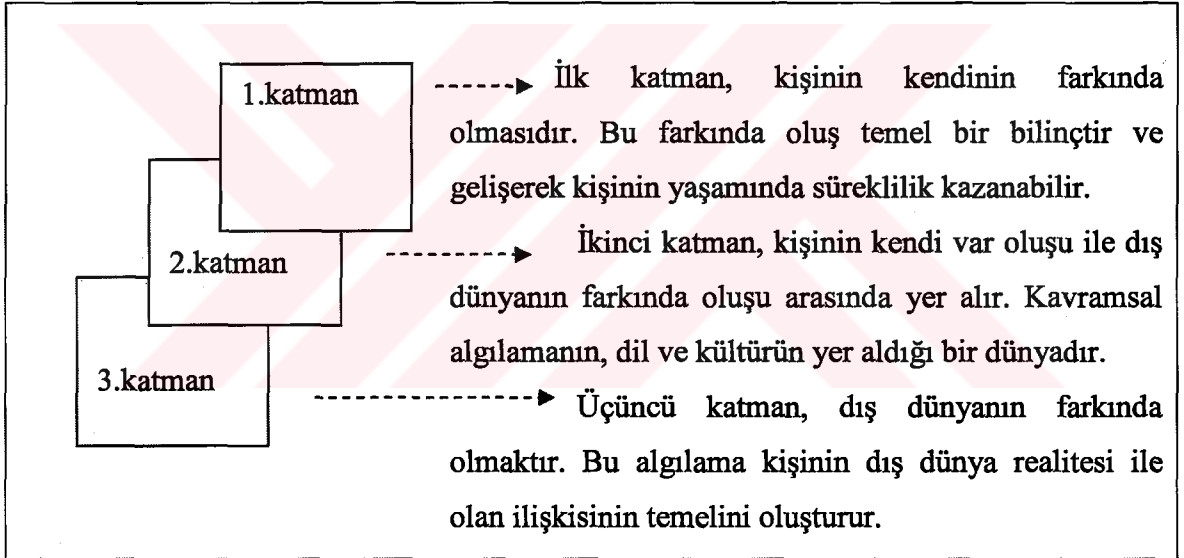 1.katman
İlk katman, kişinin kendinin farkında
olmasıdır. Bu farkında oluş temel bir bilinçtir ve
gelişerek kişinin yaşamında süreklilik kazanabilir.
2.katman
İkinci katman, kişinin kendi var oluşu ile dış
dünyanın farkında oluşu arasında yer alır. Kavramsal
algılamanın, dil ve kültürün yer aldığı bir dünyadır.
3.katman
Üçüncü katman, dış dünyanın farkında
olmaktır. Bu algılama kişinin dış dünya realitesi ile
olan ilişkisinin temelini oluşturur.